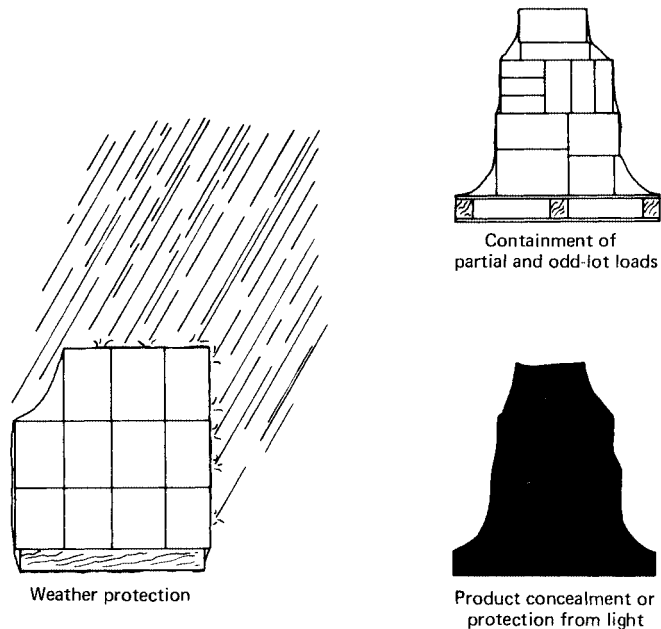 Containment of
partial and odd-lot loads
Weather protection
Product concealment or
protection from light